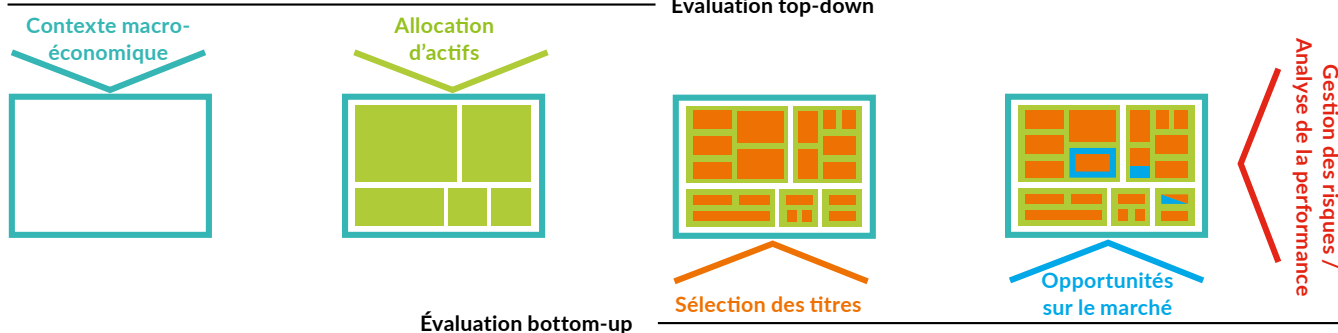 Évaluation top-down
Contexte macro-
économique
Allocation
d'actifs
Gestion des risques /
Analyse de la performance
Sélection des titres
Opportunités
sur le marché
Évaluation bottom-up